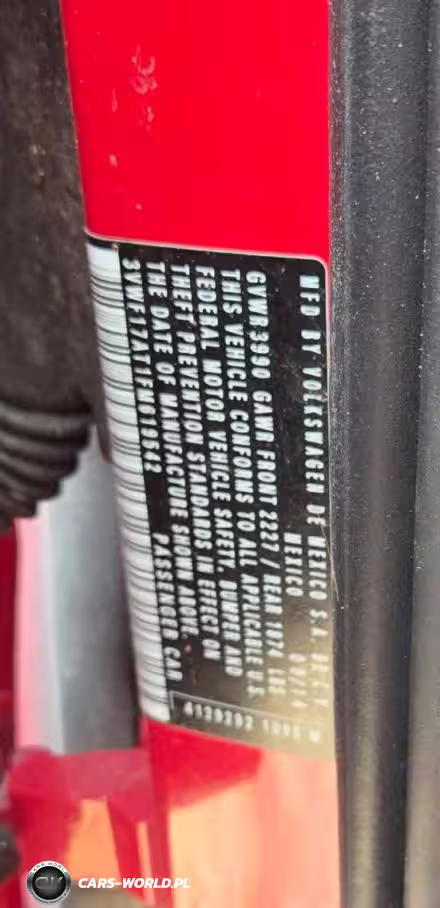 MFD BY VOLKSWAGEN DE MEXICO S.A. DE C.V.
MEXICO 07/14
GVWR 3990 GAWR FRONT 2227 / REAR 1874 LBS
THIS VEHICLE CONFORMS TO ALL APPLICABLE U.S.
FEDERAL MOTOR VEHICLE SAFETY, BUMPER AND
THEFT PREVENTION STANDARDS IN EFFECT ON
THE DATE OF MANUFACTURE SHOWN ABOVE.
PASSENGER CAR
CARS-WORLD.PL